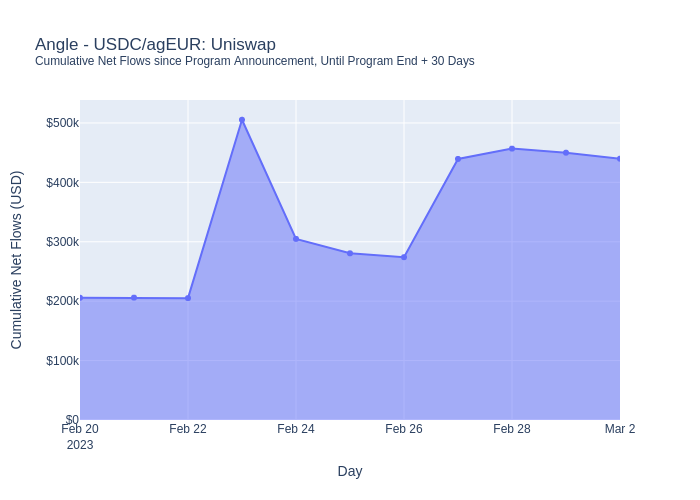 Angle - USDC/agEUR: Uniswap
Cumulative Net Flows since Program Announcement, Until Program End + 30 Days
Cumulative Net Flows (USD)
$500k
$400k
$300k
$200k
$100k
$0
Feb 20
2023
Feb 22
Feb 24
Feb 26
Feb 28
Mar 2
Day